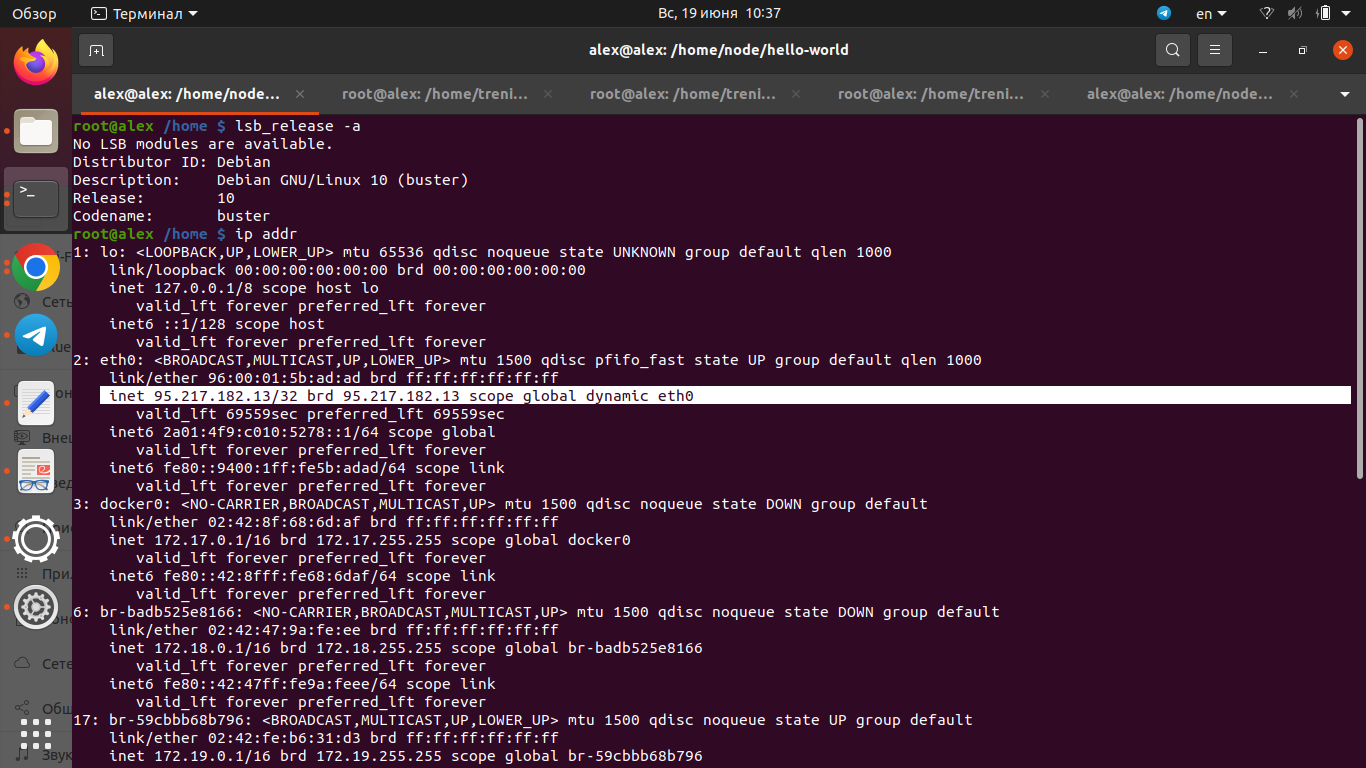 Обзор
Терминал
Вс, 19 июня 10:37
en
alex@alex: /home/node/hello-world
alex@alex: /home/node...
root@alex: /home/treni...
root@alex: /home/treni...
root@alex: /home/treni...
alex@alex: /home/node...
root@alex /home $ lsb_release -a
No LSB modules are available.
Distributor ID: Debian
Description:    Debian GNU/Linux 10 (buster)
Release:        10
Codename:       buster
root@alex /home $ ip addr
1: lo: <LOOPBACK,UP,LOWER_UP> mtu 65536 qdisc noqueue state UNKNOWN group default qlen 1000
    link/loopback 00:00:00:00:00:00 brd 00:00:00:00:00:00
    inet 127.0.0.1/8 scope host lo
       valid_lft forever preferred_lft forever
    inet6 ::1/128 scope host
       valid_lft forever preferred_lft forever
2: eth0: <BROADCAST,MULTICAST,UP,LOWER_UP> mtu 1500 qdisc pfifo_fast state UP group default qlen 1000
    link/ether 96:00:01:5b:ad:ad brd ff:ff:ff:ff:ff:ff
    inet 95.217.182.13/32 brd 95.217.182.13 scope global dynamic eth0
       valid_lft 69559sec preferred_lft 69559sec
    inet6 2a01:4f9:c010:5278::1/64 scope global
       valid_lft forever preferred_lft forever
    inet6 fe80::9400:1ff:fe5b:adad/64 scope link
       valid_lft forever preferred_lft forever
3: docker0: <NO-CARRIER,BROADCAST,MULTICAST,UP> mtu 1500 qdisc noqueue state DOWN group default
    link/ether 02:42:8f:68:6d:af brd ff:ff:ff:ff:ff:ff
    inet 172.17.0.1/16 brd 172.17.255.255 scope global docker0
       valid_lft forever preferred_lft forever
    inet6 fe80::42:8fff:fe68:6daf/64 scope link
       valid_lft forever preferred_lft forever
6: br-badb525e8166: <NO-CARRIER,BROADCAST,MULTICAST,UP> mtu 1500 qdisc noqueue state DOWN group default
    link/ether 02:42:47:9a:fe:ee brd ff:ff:ff:ff:ff:ff
    inet 172.18.0.1/16 brd 172.18.255.255 scope global br-badb525e8166
       valid_lft forever preferred_lft forever
    inet6 fe80::42:47ff:fe9a:feee/64 scope link
       valid_lft forever preferred_lft forever
17: br-59cbbb68b796: <BROADCAST,MULTICAST,UP,LOWER_UP> mtu 1500 qdisc noqueue state UP group default
    link/ether 02:42:fe:b6:31:d3 brd ff:ff:ff:ff:ff:ff
    inet 172.19.0.1/16 brd 172.19.255.255 scope global br-59cbbb68b796
Сеть
Внеш
При
Сете
Общ
Звук